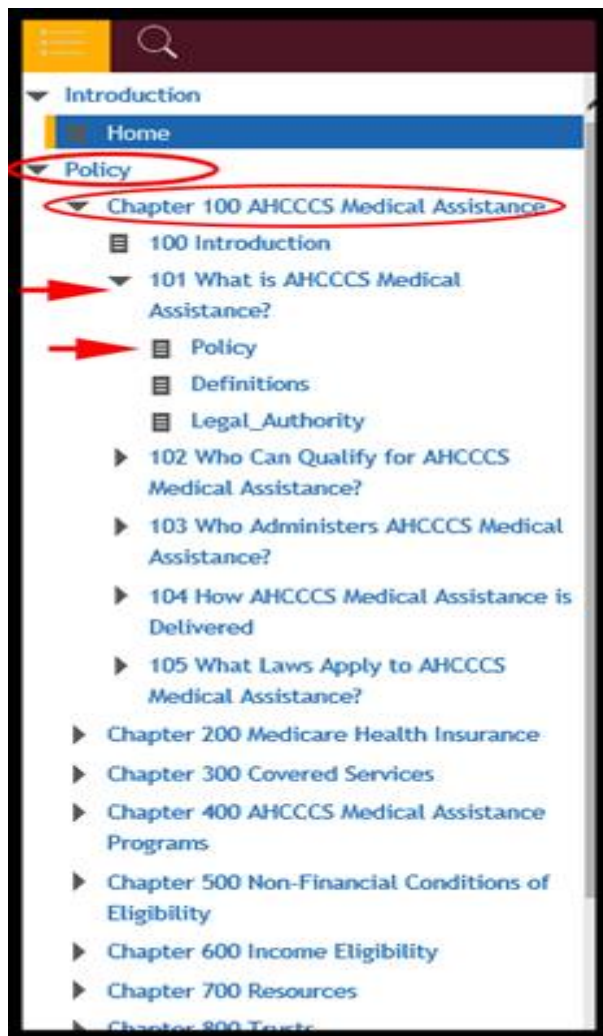 Introduction
Home
Policy
Chapter 100 AHCCCS Medical Assistance
100 Introduction
101 What is AHCCCS Medical
Assistance?
Policy
Definitions
Legal_Authority
102 Who Can Qualify for AHCCCS
Medical Assistance?
103 Who Administers AHCCCS Medical
Assistance?
104 How AHCCCS Medical Assistance is
Delivered
105 What Laws Apply to AHCCCS
Medical Assistance?
Chapter 200 Medicare Health Insurance
Chapter 300 Covered Services
Chapter 400 AHCCCS Medical Assistance
Programs
Chapter 500 Non-Financial Conditions of
Eligibility
Chapter 600 Income Eligibility
Chapter 700 Resources
Chapter 800 Trusts